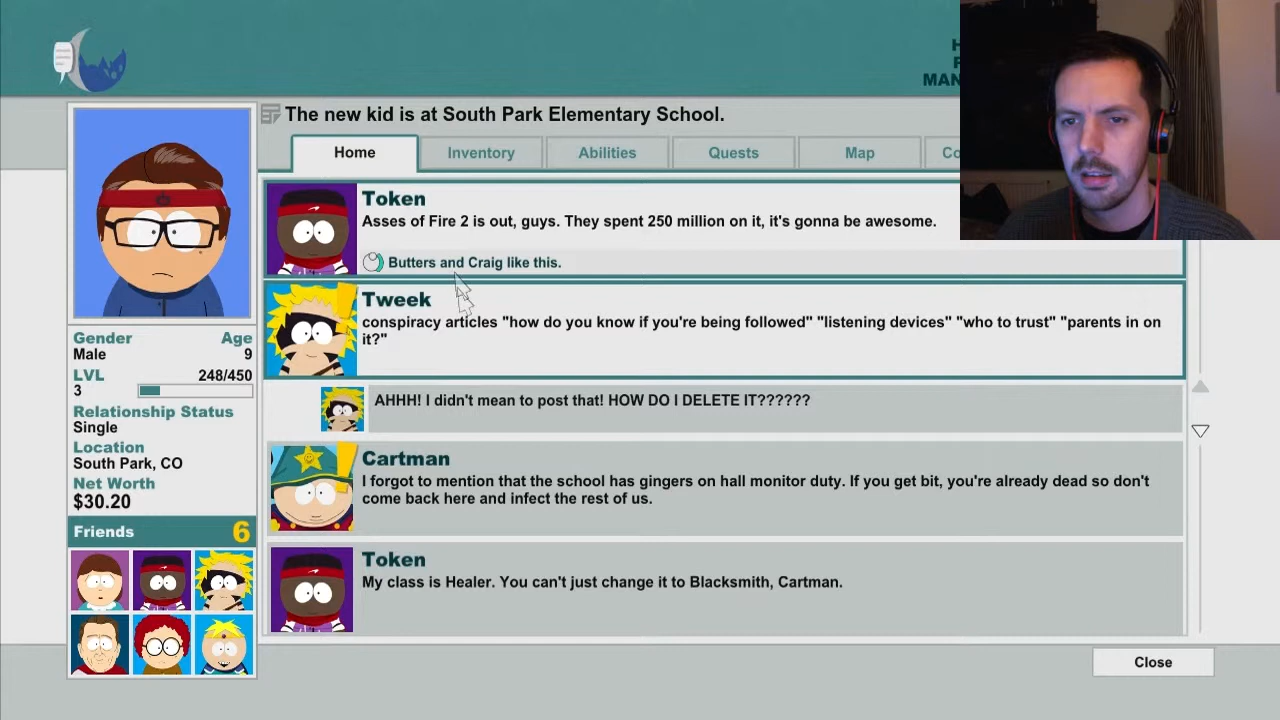 H
F
MAN
The new kid is at South Park Elementary School.
Home
Inventory
Abilities
Quests
Map
Co
Token
Asses of Fire 2 is out, guys. They spent 250 million on it, it's gonna be awesome.
Butters and Craig like this.
Tweek
conspiracy articles "how do you know if you're being followed" "listening devices" "who to trust" "parents in on
it?"
AHHH! I didn't mean to post that! HOW DO I DELETE IT??????
Cartman
I forgot to mention that the school has gingers on hall monitor duty. If you get bit, you're already dead so don't
come back here and infect the rest of us.
Token
My class is Healer. You can't just change it to Blacksmith, Cartman.
Gender Age
Male 9
LVL 248/450
3
Relationship Status
Single
Location
South Park, CO
Net Worth
$30.20
Friends 6
Close